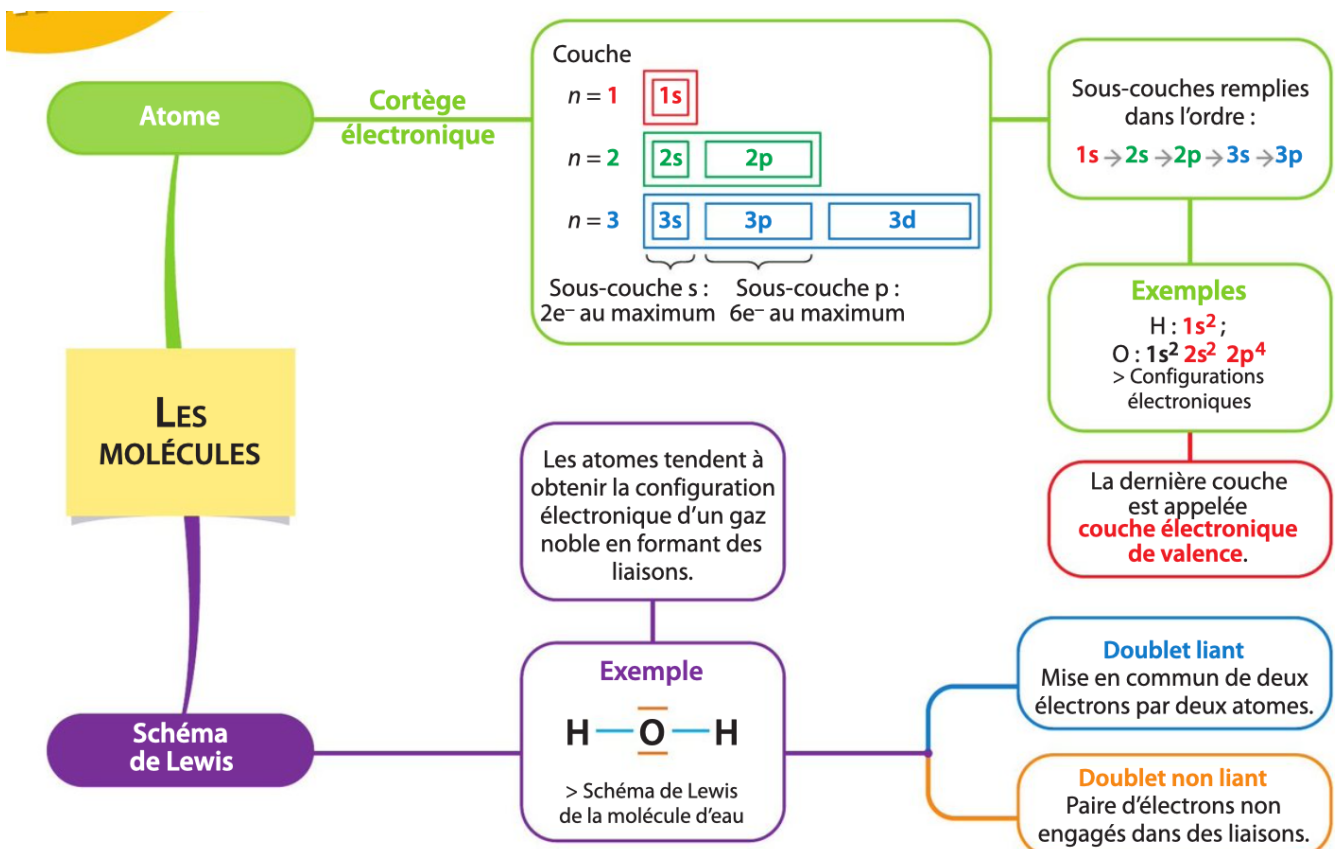 Atome
Cortège
électronique
Couche
n = 1
1s
n = 2
2s
2p
n = 3
3s
3p
3d
Sous-couche s :
2e⁻ au maximum
Sous-couche p :
6e⁻ au maximum
Sous-couches remplies
dans l’ordre :
1s → 2s → 2p → 3s → 3p
Exemples
H : 1s² ;
O : 1s² 2s² 2p⁴
> Configurations
électroniques
La dernière couche
est appelée
couche électronique
de valence.
LES
MOLÉCULES
Les atomes tendent à
obtenir la configuration
électronique d’un gaz
noble en formant des
liaisons.
Schéma
de Lewis
Exemple
H — O — H
> Schéma de Lewis
de la molécule d’eau
Doublet liant
Mise en commun de deux
électrons par deux atomes.
Doublet non liant
Paire d’électrons non
engagés dans des liaisons.